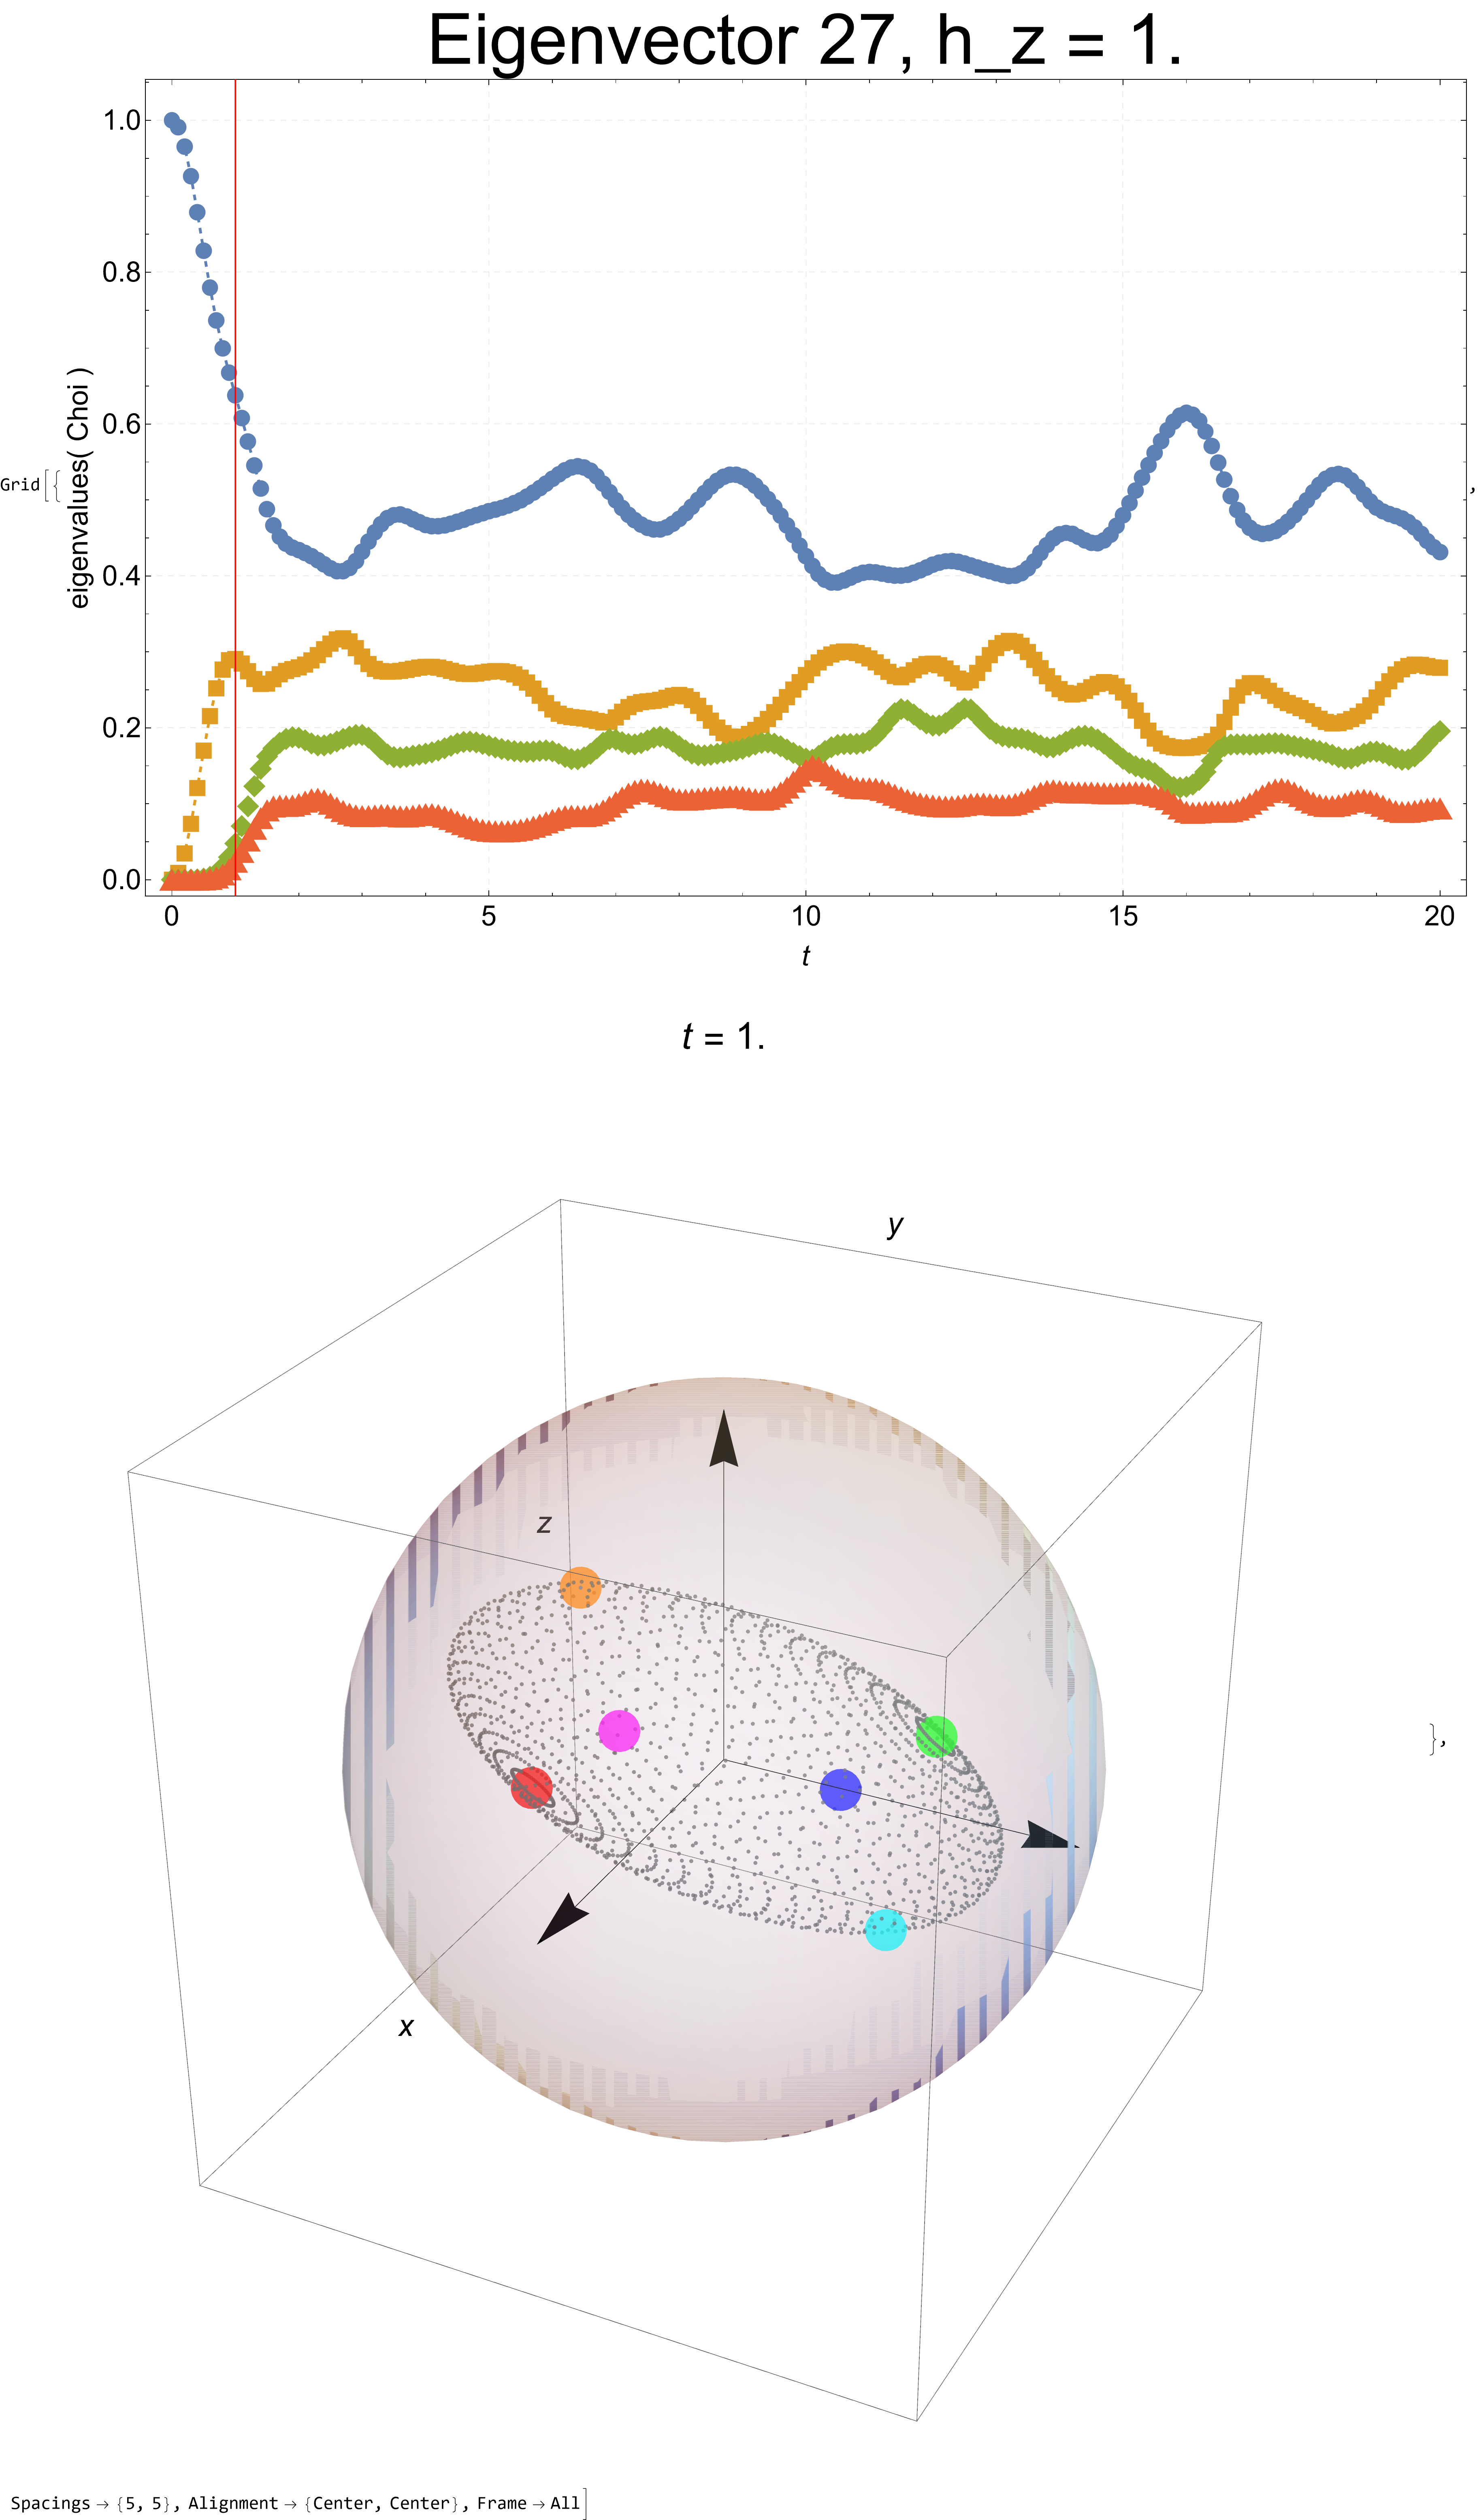 Eigenvector 27, h_z = 1.
1.0
0.8
0.6
0.4
0.2
0.0
eigenvalues( Choi )
Grid[{
,
0 5 10 15 20
t
t = 1.
y
z
x
},
Spacings → {5, 5}, Alignment → {Center, Center}, Frame → All]